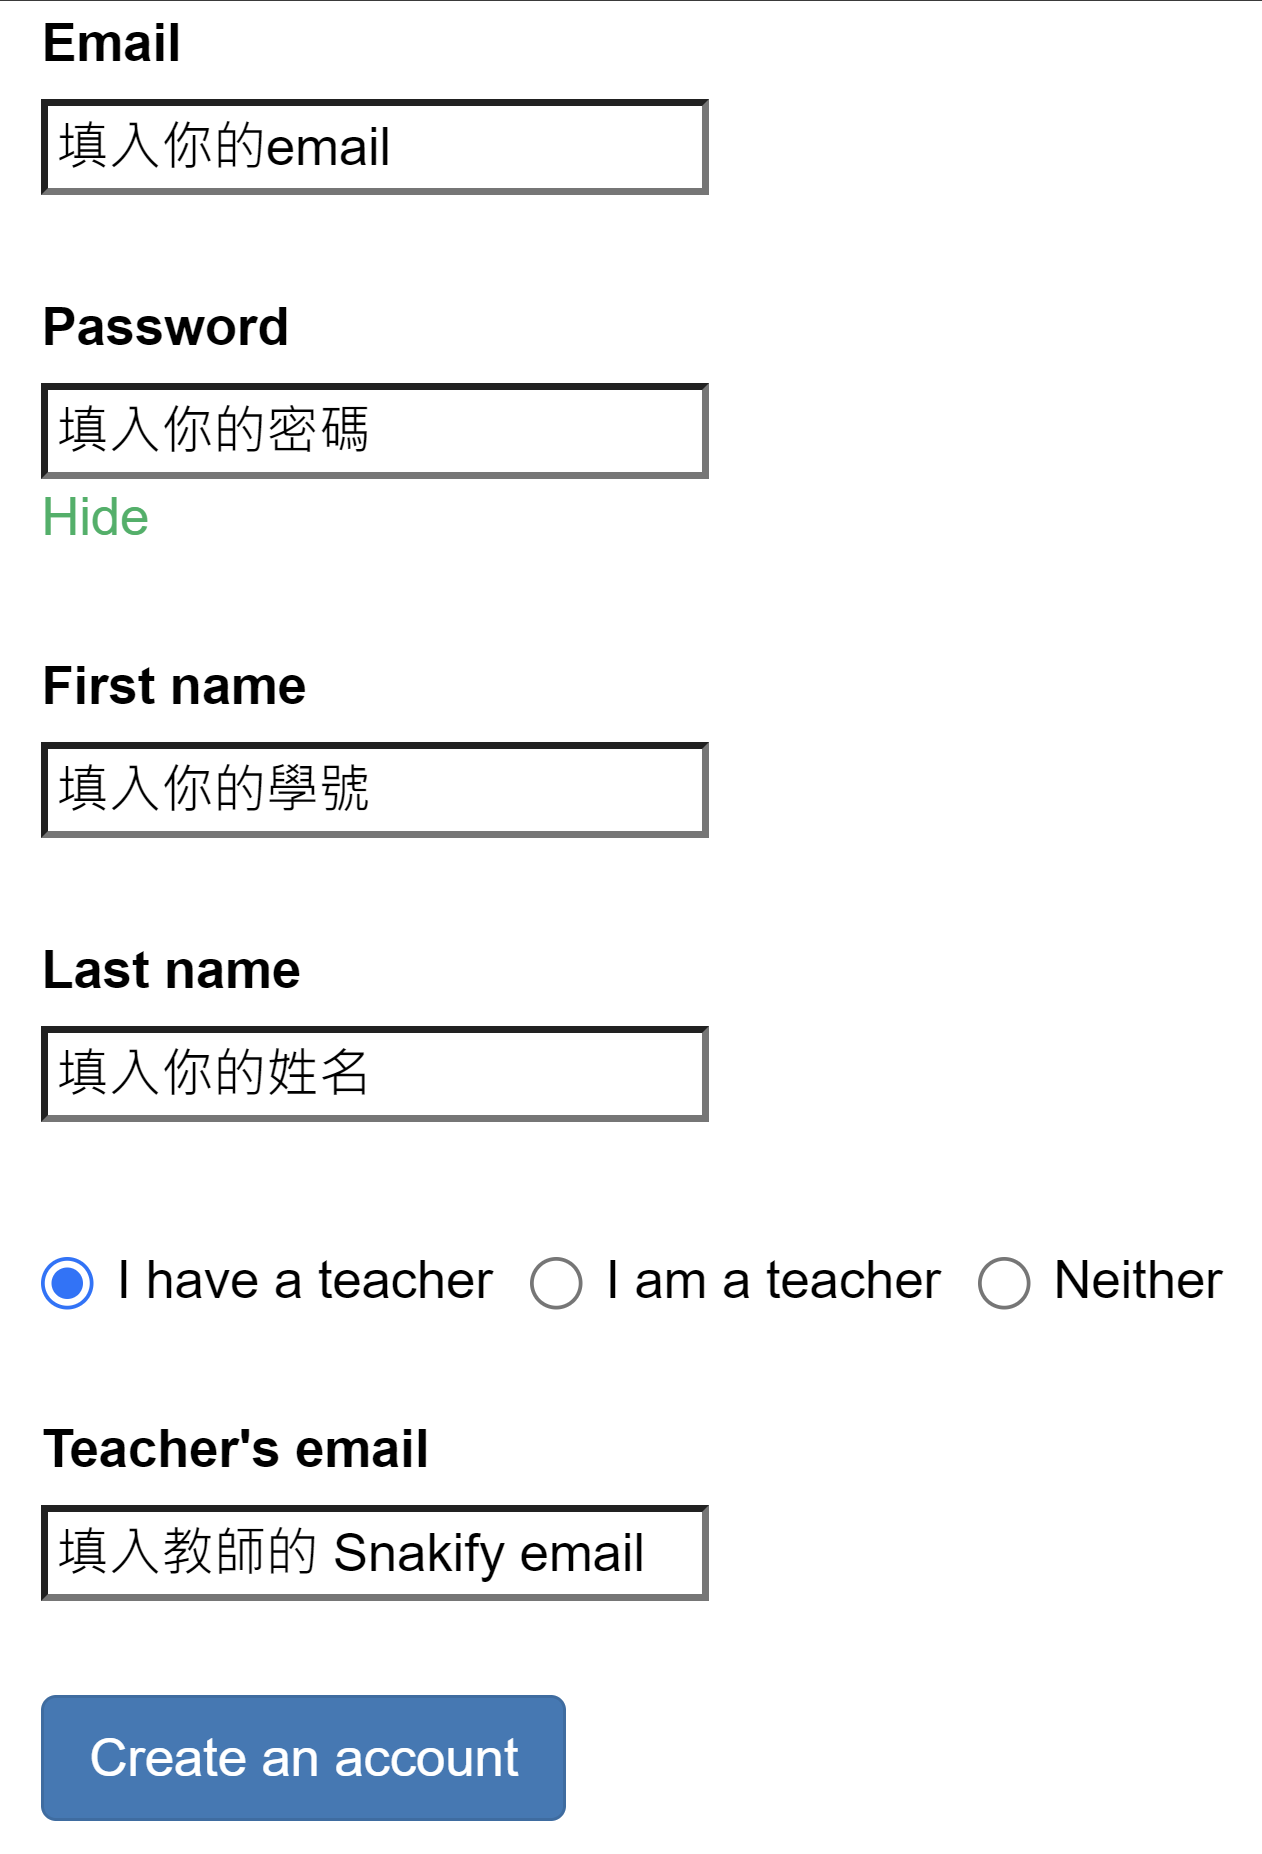 Email
填入你的email
Password
填入你的密碼
Hide
First name
填入你的學號
Last name
填入你的姓名
I have a teacher I am a teacher Neither
Teacher's email
填入教師的 Snakify email
Create an account